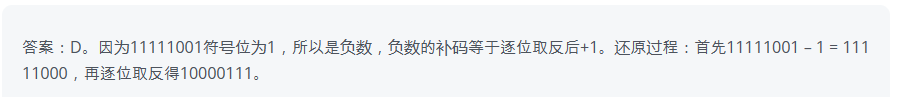 答案：D。因为11111001符号位为1，所以是负数，负数的补码等于逐位取反后+1。还原过程：首先11111001 – 1 = 111
11000，再逐位取反得10000111。